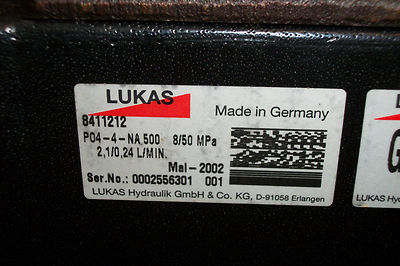 LUKAS
Made in Germany
8411212
P04-4-NA 500 8/50 MPa
2,1/0,24 L/MIN.
Mai-2002
Ser.No.: 0002556301 001
LUKAS Hydraulik GmbH & Co. KG, D-91058 Erlangen